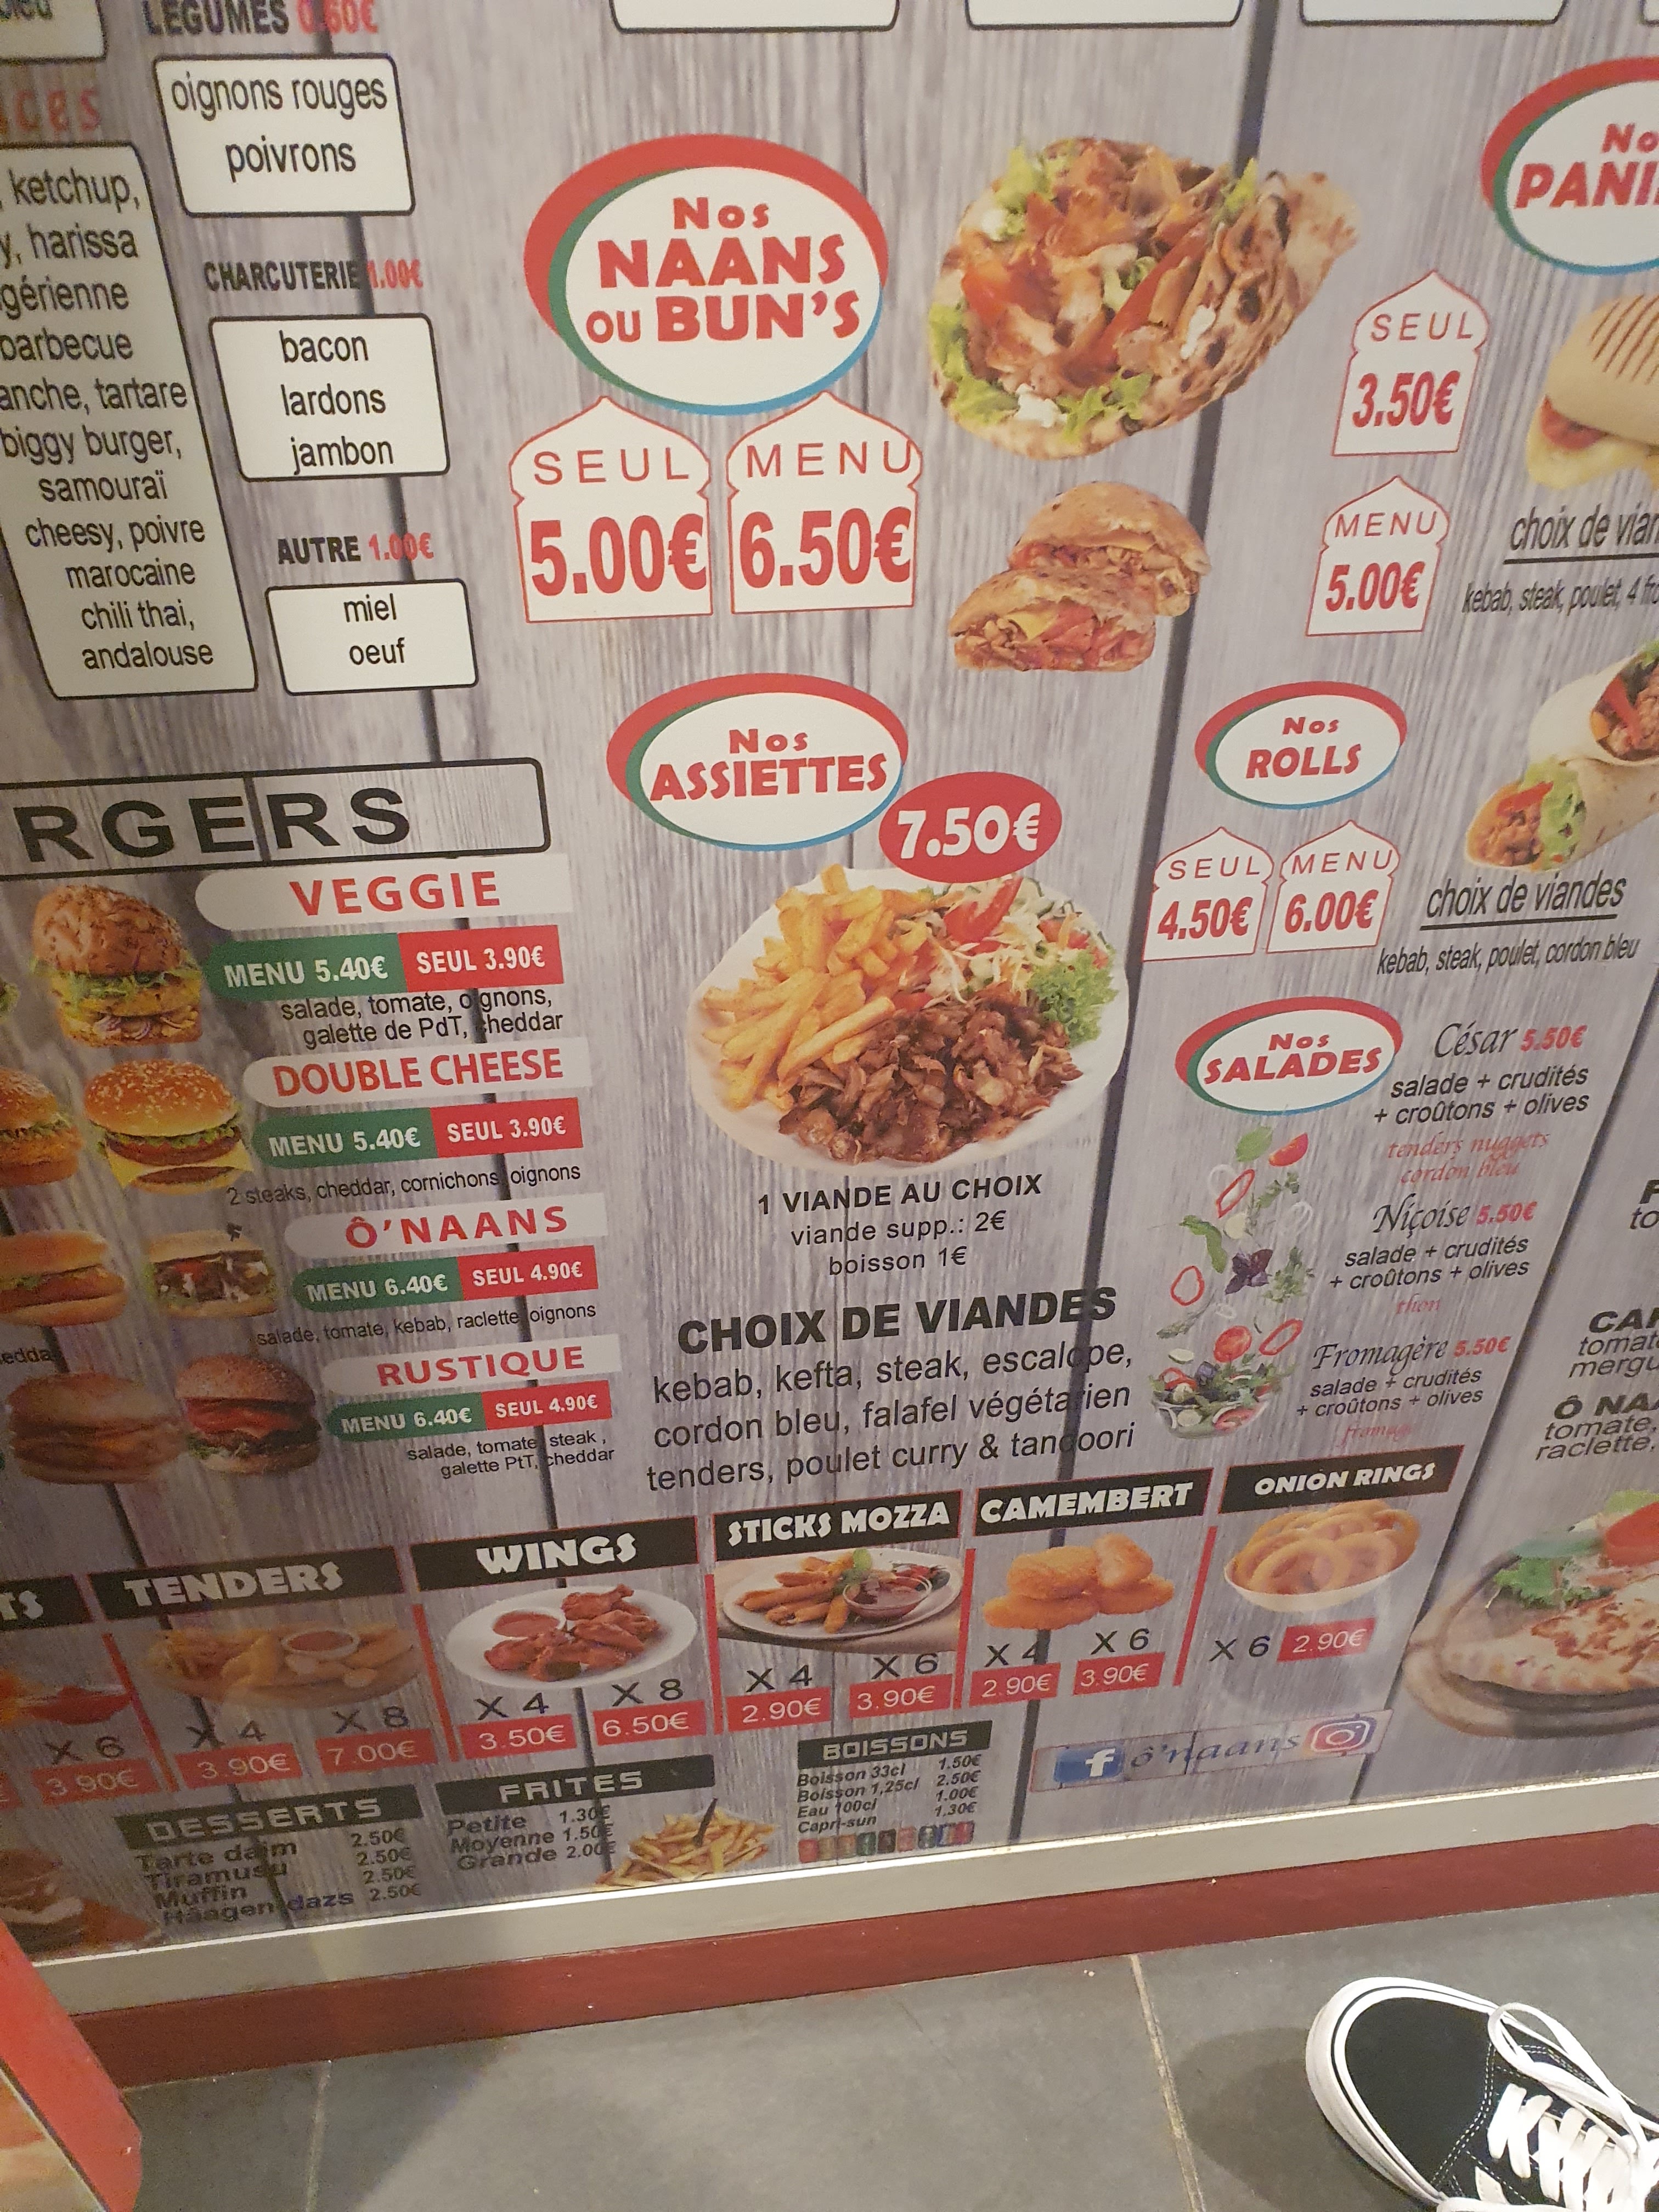 LEGUMES 0.60€
oignons rouges
poivrons
ketchup,
harissa
barbecue
tartare
biggy burger,
samouraï
cheesy, poivre
marocaine
chili thai,
andalouse
CHARCUTERIE 1.00€
bacon
lardons
jambon
AUTRE 1.00€
miel
oeuf
Nos
NAANS
OU BUN'S
SEUL
5.00€
MENU
6.50€
SEUL
3.50€
MENU
5.00€
choix de
kebab, steak, poulet, 4
Nos
ASSIETTES
7.50€
1 VIANDE AU CHOIX
viande supp.: 2€
boisson 1€
CHOIX DE VIANDES
kebab, kefta, steak, escalope,
cordon bleu, falafel végétarien
tenders, poulet curry & tandoori
Nos
ROLLS
SEUL
4.50€
MENU
6.00€
choix de viandes
kebab, steak, poulet, cordon bleu
Nos
SALADES
César 5.50€
salade + crudités
+ croûtons + olives
tenders nuggets
cordon bleu
Niçoise 5.50€
salade + crudités
+ croûtons + olives
thon
Fromagère 5.50€
salade + crudités
+ croûtons + olives
fromage
RGERS
VEGGIE
MENU 5.40€ SEUL 3.90€
salade, tomate, oignons,
galette de PdT, cheddar
DOUBLE CHEESE
MENU 5.40€ SEUL 3.90€
2 steaks, cheddar, cornichons, oignons
Ô'NAANS
MENU 6.40€ SEUL 4.90€
salade, tomate, kebab, raclette, oignons
RUSTIQUE
MENU 6.40€ SEUL 4.90€
salade, tomate, steak,
galette PtT, cheddar
Ô
tomate,
raclette,
TENDERS
X 4 X 8
3.90€ 7.00€
X 6
3.90€
WINGS
X 4 X 8
3.50€ 6.50€
STICKS MOZZA
X 4 X 6
2.90€ 3.90€
CAMEMBERT
X 4 X 6
2.90€ 3.90€
ONION RINGS
X 6 2.90€
DESSERTS
Tarte daim 2.50€
Tiramusu 2.50€
Muffin 2.50€
Häagen dazs 2.50€
FRITES
Petite 1.30€
Moyenne 1.50€
Grande 2.00€
BOISSONS
Boisson 33cl 1.50€
Boisson 1,25cl 2.50€
Eau 100cl 1.00€
Capri-sun 1.30€
f ô'naans